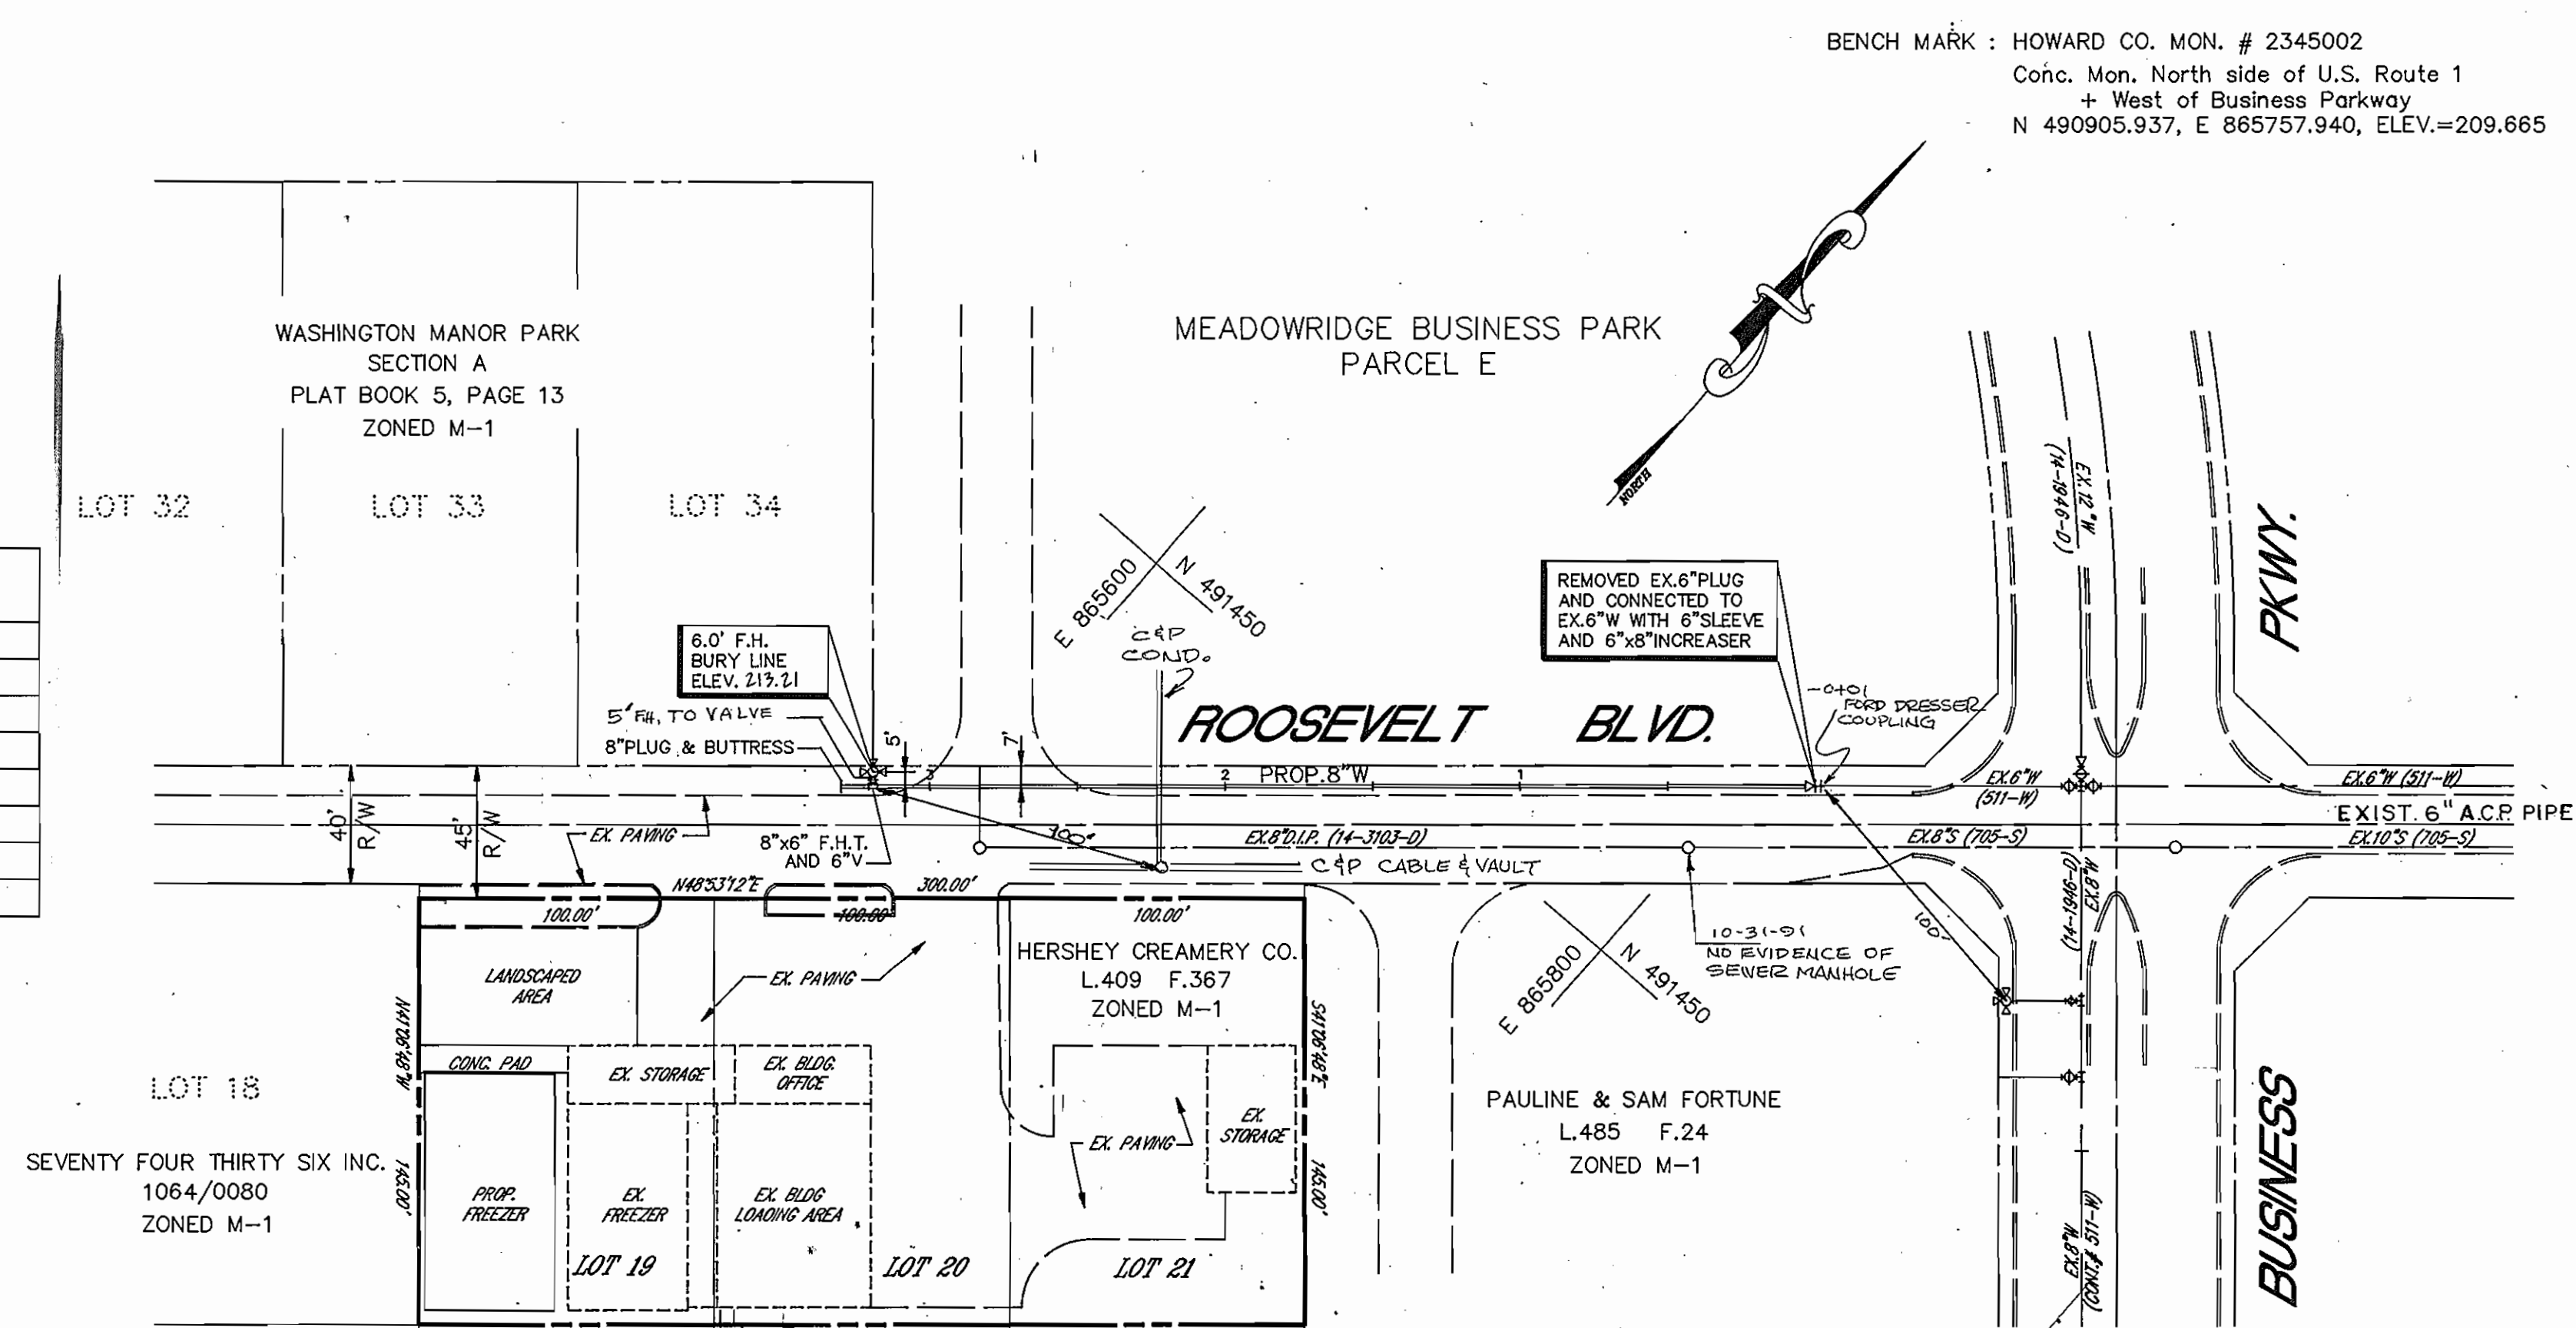 BENCH MARK : HOWARD CO. MON. # 2345002
Conc. Mon. North side of U.S. Route 1
+ West of Business Parkway
N 490905.937, E 865757.940, ELEV.=209.665
WASHINGTON MANOR PARK
SECTION A
PLAT BOOK 5, PAGE 13
ZONED M-1
MEADOWRIDGE BUSINESS PARK
PARCEL E
NORTH
LOT 32
LOT 33
LOT 34
EX.12"W
(14-1946-D)
PKWY.
E 865600
N 491450
C&P
COND.
REMOVED EX.6"PLUG
AND CONNECTED TO
EX.6"W WITH 6"SLEEVE
AND 6"x8"INCREASER
6.0' F.H.
BURY LINE
ELEV. 213.21
5' F.H. TO VALVE
8"PLUG & BUTTRESS
5'
7'
ROOSEVELT BLVD.
-0+01
FORD DRESSER
COUPLING
3
2
PROP.8"W
1
EX.6"W
(511-W)
EX.6"W (511-W)
EXIST. 6" A.C.P. PIPE
40'
R/W
45'
R/W
EX. PAVING
8"x6" F.H.T.
AND 6"V
100'
EX.8"D.I.P. (14-3103-D)
EX.8"S (705-S)
EX.10"S (705-S)
C&P CABLE & VAULT
N48°53'12"E
300.00'
100.00'
100.00'
100.00'
(14-1946-D)
EX.8"W
100'
10-31-91
NO EVIDENCE OF
SEWER MANHOLE
E 865800
N 491450
HERSHEY CREAMERY CO.
L.409 F.367
ZONED M-1
LANDSCAPED
AREA
EX. PAVING
N41°06'48"W
145.00'
S41°06'48"E
145.00'
CONC. PAD
EX. STORAGE
EX. BLDG.
OFFICE
EX.
STORAGE
EX. PAVING
LOT 18
SEVENTY FOUR THIRTY SIX INC.
1064/0080
ZONED M-1
PAULINE & SAM FORTUNE
L.485 F.24
ZONED M-1
PROP.
FREEZER
EX.
FREEZER
EX. BLDG
LOADING AREA
LOT 19
LOT 20
LOT 21
EX.8"W
(CONT.# 511-W)
BUSINESS